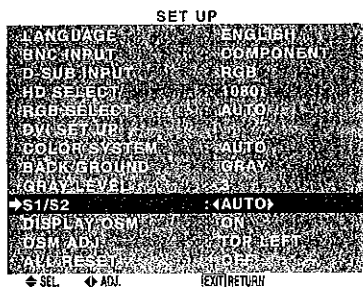 SET UP
LANGUAGE :ENGLISH
BNC INPUT :COMPONENT
D-SUB INPUT :RGB
HD SELECT :1080i
RGB SELECT :AUTO
DVI SET UP
COLOR SYSTEM :AUTO
BACK GROUND :GRAY
GRAY LEVEL :3
→S1/S2 :◀AUTO▶
DISPLAY OSM :ON
OSM ADJ. :TOP LEFT
ALL RESET :OFF
SEL. ADJ. EXIT RETURN